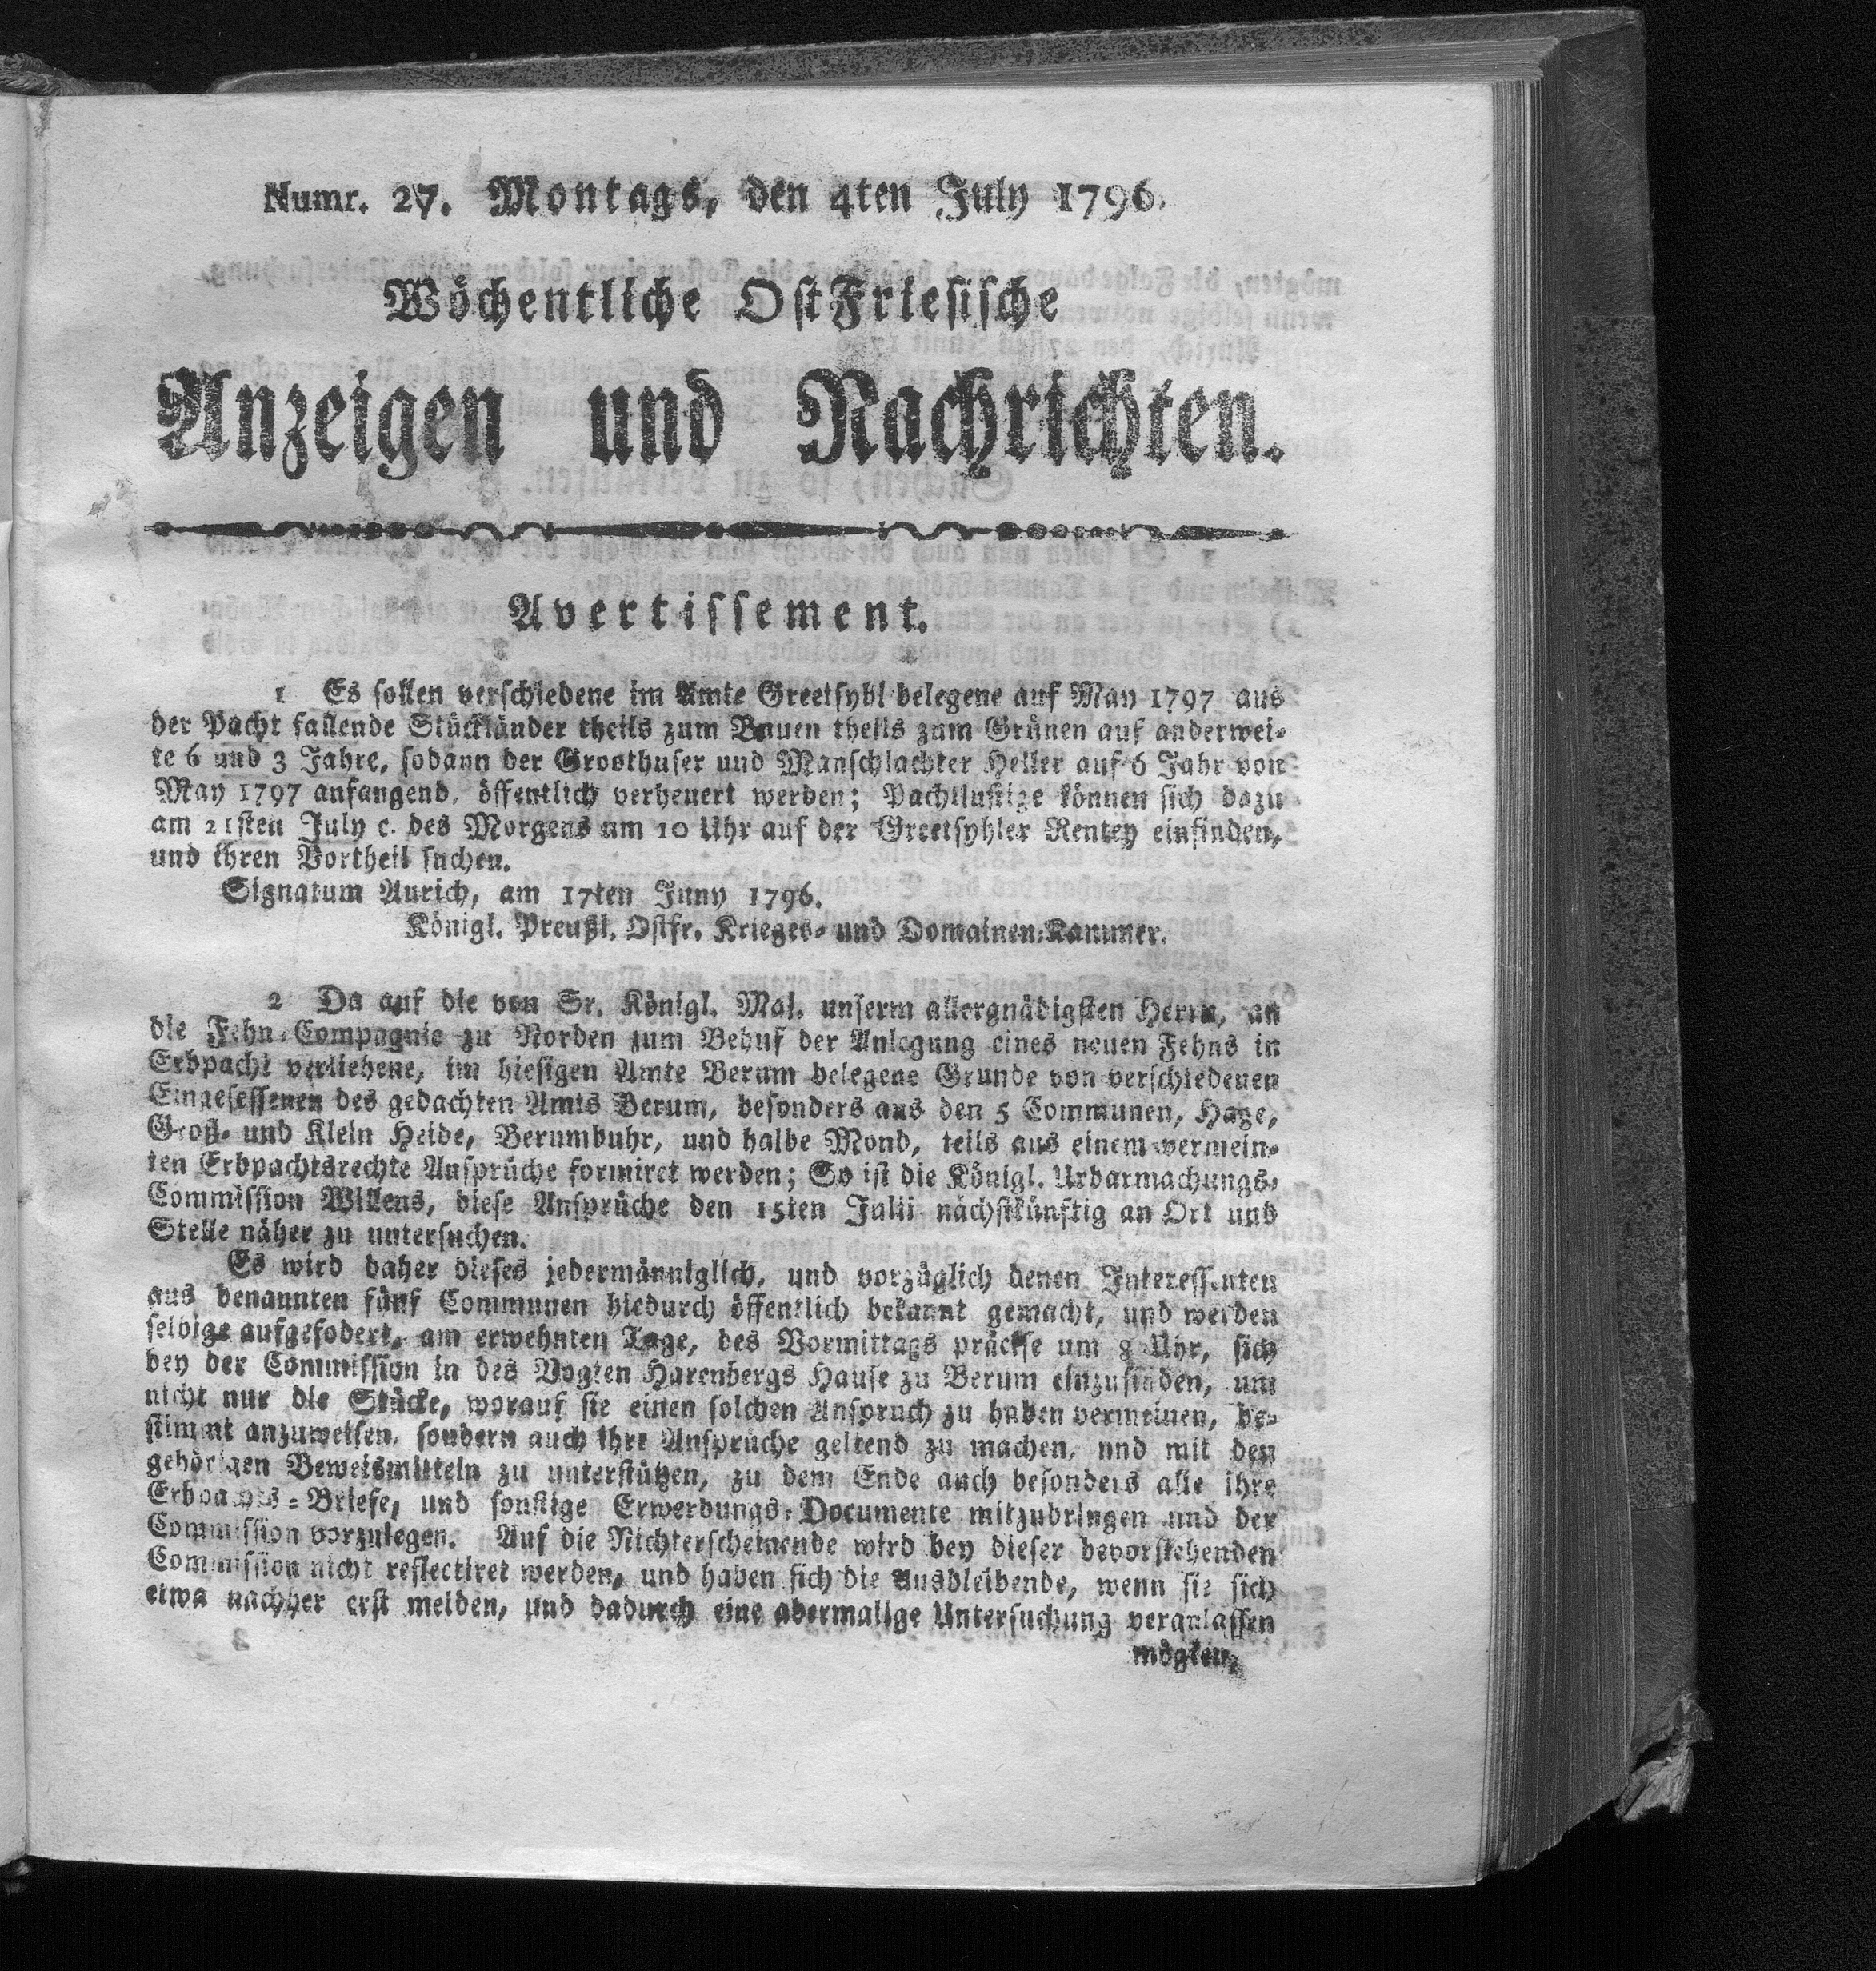 Numr. 27. Montags, den 4ten July 1796.
Wöchentliche OstFriesische
Anzeigen und Nachrichten.
Avertissement.
1 Es sollen verschiedene im Amte Greetsyhl belegene auf May 1797 aus
der Pacht fallende Stückländer theils zum Bauen theils zum Grünen auf anderwei-
te 6 und 3 Jahre, sodann der Groothuser und Manschlachter Heller auf 6 Jahr von
May 1797 anfangend, öffentlich verheuert werden; Pachtlustige können sich dazu
am 21sten July c. des Morgens um 10 Uhr auf der Greetsyhler Rentey einfinden,
und ihren Vortheil suchen.
Signatum Aurich, am 17ten Juny 1796.
Königl. Preußl. Ostfr. Krieges- und Domainen-Kammer.
2 Da auf die von Sr. Königl. Maj. unserm allergnädigsten Herrn, an
die Fehn-Compagnie zu Norden zum Behuf der Anlegung eines neuen Fehns in
Erbpacht verliehene, im hiesigen Amte Berum belegene Grunde von verschiedenen
Eingesessenen des gedachten Amts Berum, besonders aus den 5 Communen, Hage,
Groß- und Klein Heide, Berumbuhr, und halbe Mond, teils aus einem vermein-
ten Erbpachtsrechte Ansprüche formiret werden; So ist die Königl. Urbarmachungs-
Commission Willens, diese Ansprüche den 15ten Julii nächstkünftig an Ort und
Stelle näher zu untersuchen.
Es wird daher dieses jedermänniglich, und vorzüglich denen Interessenten
aus benannten fünf Communen hiedurch öffentlich bekannt gemacht, und werden
selbige aufgefodert, am erwehnten Tage, des Vormittags präcise um 8 Uhr, sich
bey der Commission in des Vogten Harenbergs Hause zu Berum einzufinden, um
nicht nur die Stücke, worauf sie einen solchen Anspruch zu haben vermeinen, be-
stimmt anzuweisen, sondern auch ihre Ansprüche geltend zu machen, und mit den
gehörigen Beweismitteln zu unterstützen, zu dem Ende auch besonders alle ihre
Erbpachts-Briefe, und sonstige Erwerbungs-Documente mitzubringen und der
Commission vorzulegen. Auf die Nichterscheinende wird bey dieser bevorstehenden
Commission nicht reflectiret werden, und haben sich die Ausbleibende, wenn sie sich
etwa nachher erst melden, und dadurch eine abermalige Untersuchung veranlassen
mögten,